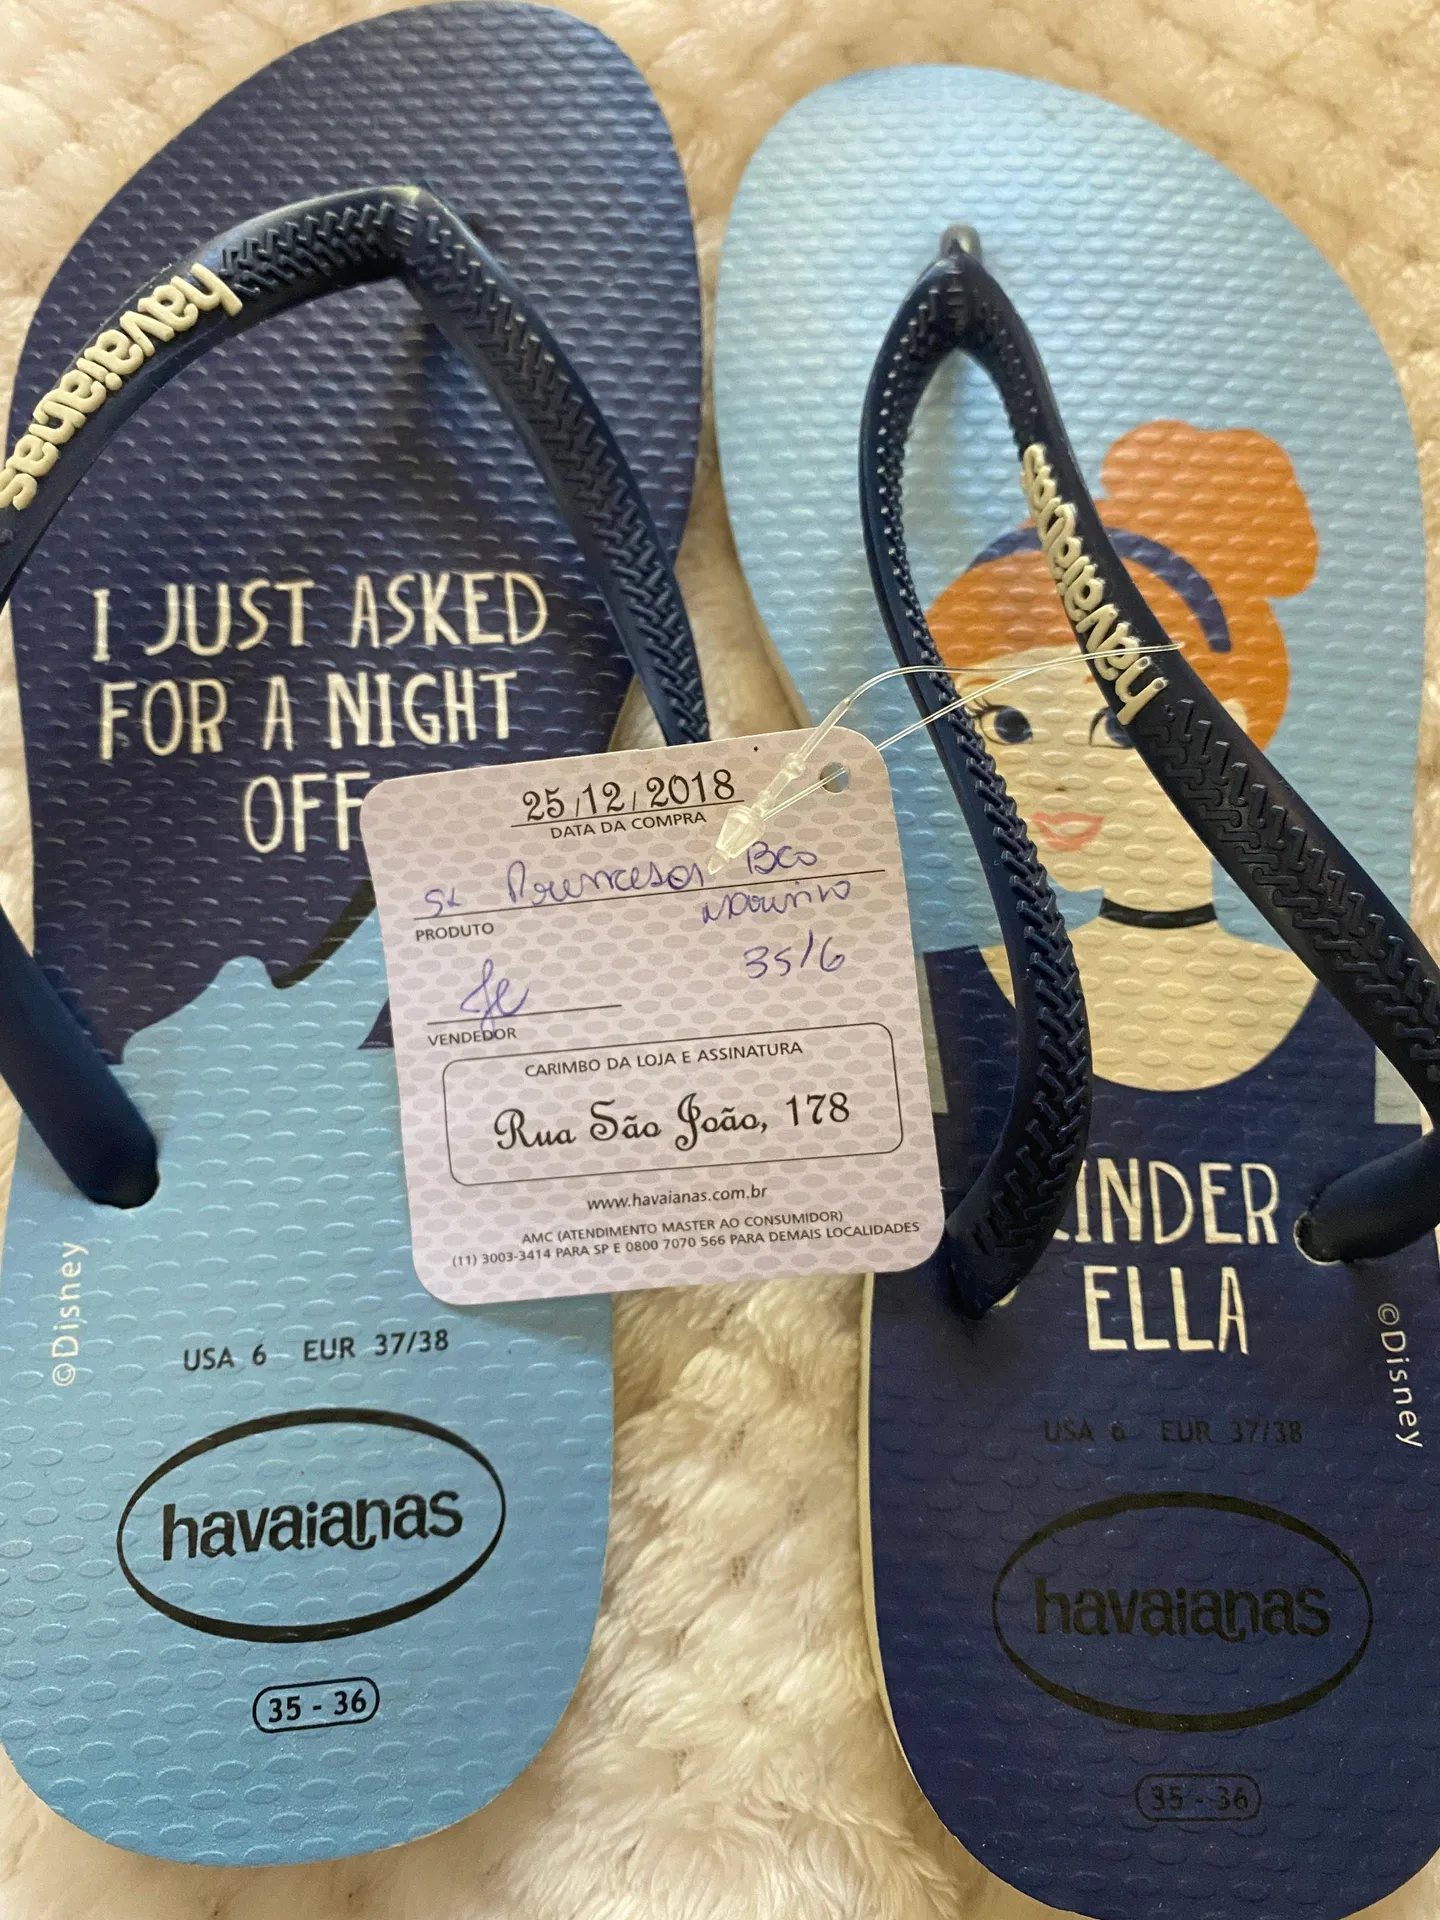 havaianas
I JUST ASKED
FOR A NIGHT
OFF
©Disney
USA 6 EUR 37/38
havaianas
35 - 36
25/12/2018
DATA DA COMPRA
Bco
PRODUTO
marinho
35/6
VENDEDOR
CARIMBO DA LOJA E ASSINATURA
Rua São João, 178
www.havaianas.com.br
AMC (ATENDIMENTO MASTER AO CONSUMIDOR)
(11) 3003-3414 PARA SP E 0800 7070 566 PARA DEMAIS LOCALIDADES
havaianas
INDER
ELLA
©Disney
USA 6 EUR 37/38
havaianas
35 - 36